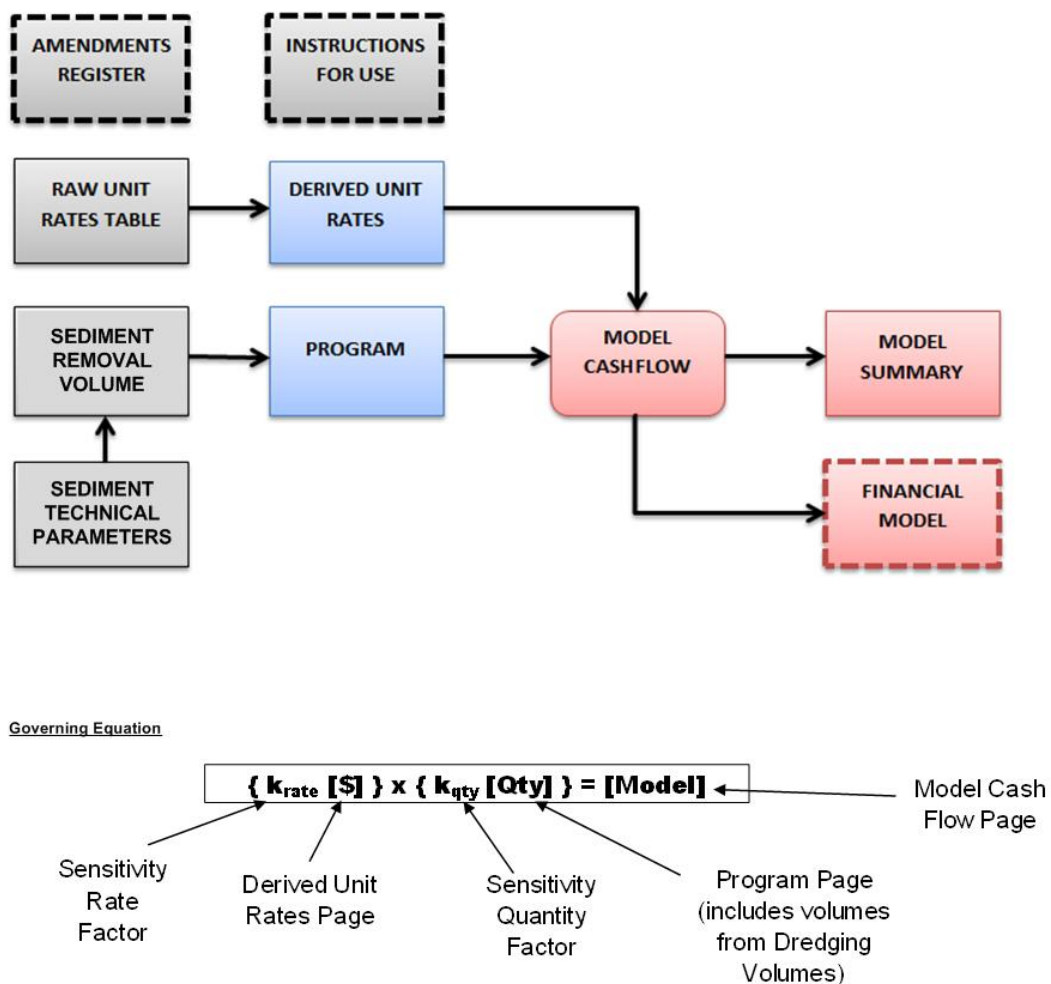 AMENDMENTS
REGISTER
INSTRUCTIONS
FOR USE
RAW UNIT
RATES TABLE
DERIVED UNIT
RATES
SEDIMENT
REMOVAL
VOLUME
PROGRAM
MODEL
CASHFLOW
MODEL
SUMMARY
SEDIMENT
TECHNICAL
PARAMETERS
FINANCIAL
MODEL
Governing Equation
{ krate [$] } x { kqty [Qty] } = [Model]
Model Cash
Flow Page
Sensitivity
Rate
Factor
Derived Unit
Rates Page
Sensitivity
Quantity
Factor
Program Page
(includes volumes
from Dredging
Volumes)